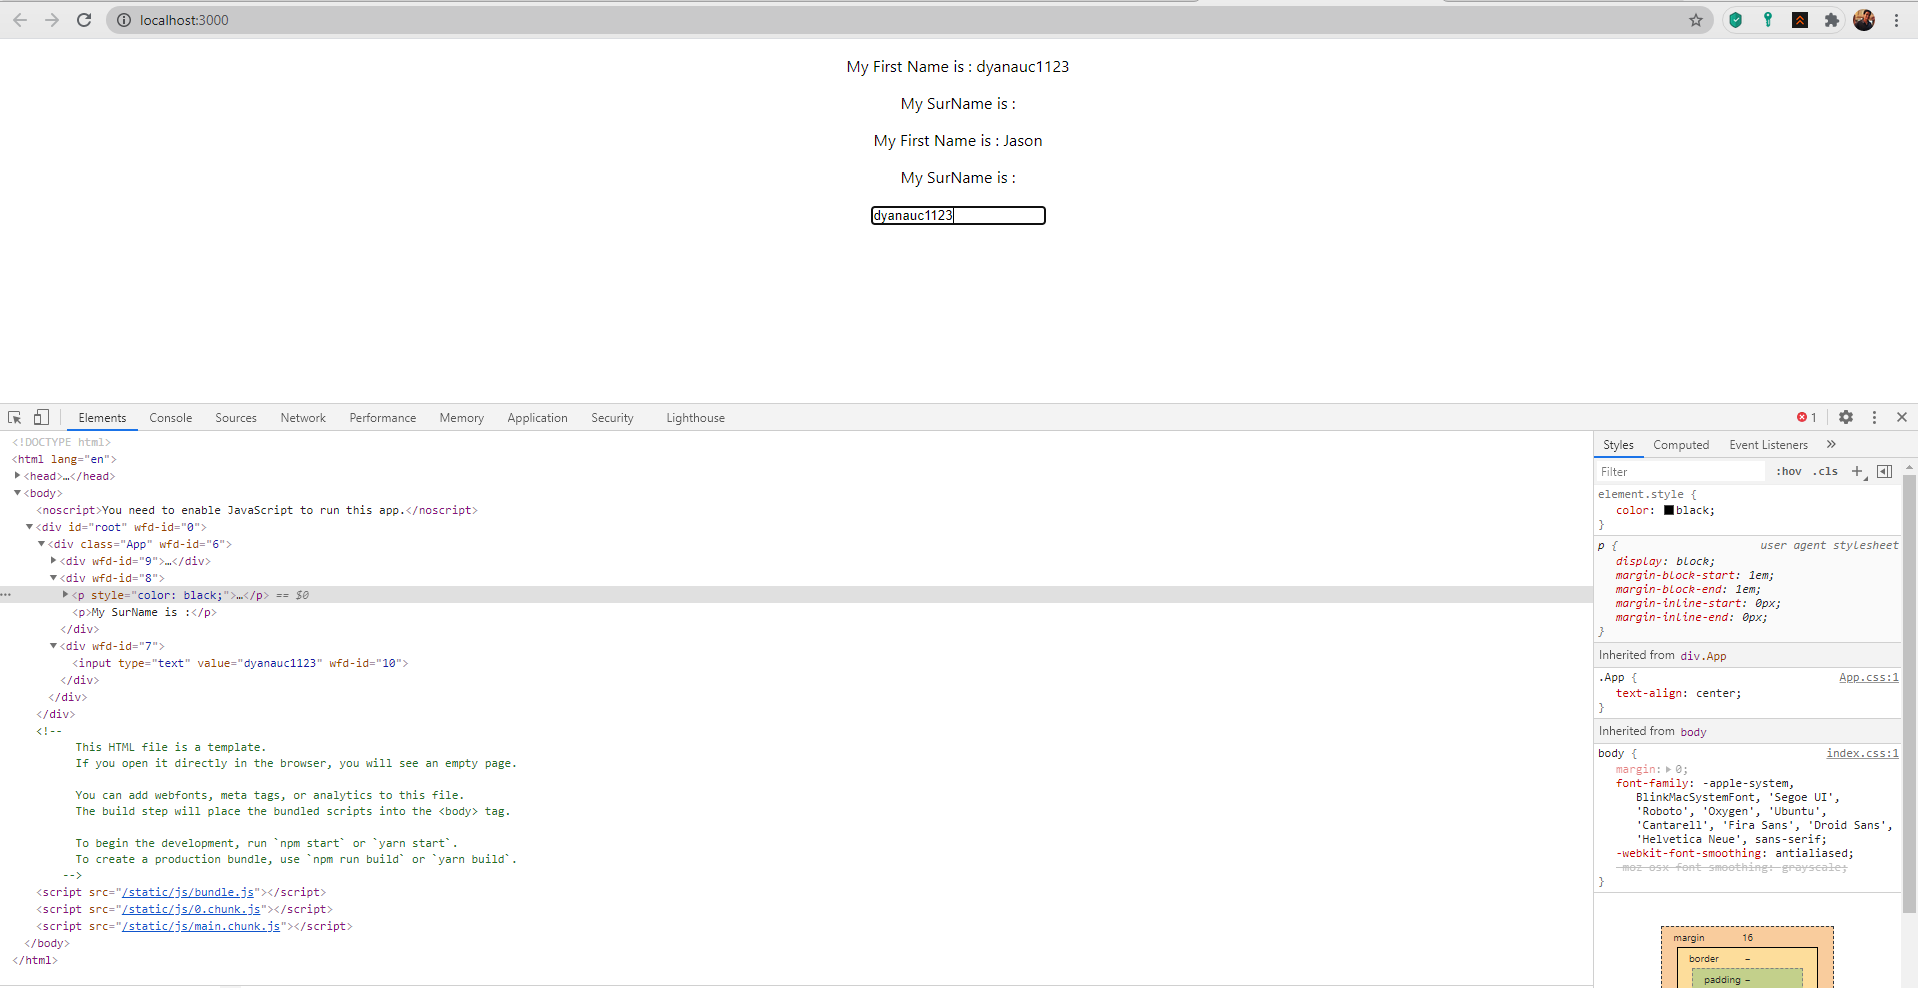 localhost:3000
My First Name is : dyanauc1123
My SurName is :
My First Name is : Jason
My SurName is :
dyanauc1123
Elements Console Sources Network Performance Memory Application Security Lighthouse 1
<!DOCTYPE html>
<html lang="en">
<head>…</head>
<body>
<noscript>You need to enable JavaScript to run this app.</noscript>
<div id="root" wfd-id="0">
<div class="App" wfd-id="6">
<div wfd-id="9">…</div>
<div wfd-id="8">
<p style="color: black;">…</p> == $0
<p>My SurName is :</p>
</div>
<div wfd-id="7">
<input type="text" value="dyanauc1123" wfd-id="10">
</div>
</div>
</div>
<!--
This HTML file is a template.
If you open it directly in the browser, you will see an empty page.
You can add webfonts, meta tags, or analytics to this file.
The build step will place the bundled scripts into the <body> tag.
To begin the development, run `npm start` or `yarn start`.
To create a production bundle, use `npm run build` or `yarn build`.
-->
<script src="/static/js/bundle.js"></script>
<script src="/static/js/0.chunk.js"></script>
<script src="/static/js/main.chunk.js"></script>
</body>
</html>
Styles Computed Event Listeners »
Filter :hov .cls +
element.style {
color: black;
}
p { user agent stylesheet
display: block;
margin-block-start: 1em;
margin-block-end: 1em;
margin-inline-start: 0px;
margin-inline-end: 0px;
}
Inherited from div.App
.App { App.css:1
text-align: center;
}
Inherited from body
body { index.css:1
margin: 0;
font-family: -apple-system,
BlinkMacSystemFont, 'Segoe UI',
'Roboto', 'Oxygen', 'Ubuntu',
'Cantarell', 'Fira Sans', 'Droid Sans',
'Helvetica Neue', sans-serif;
-webkit-font-smoothing: antialiased;
-moz-osx-font-smoothing: grayscale;
}
margin 16
border –
padding –